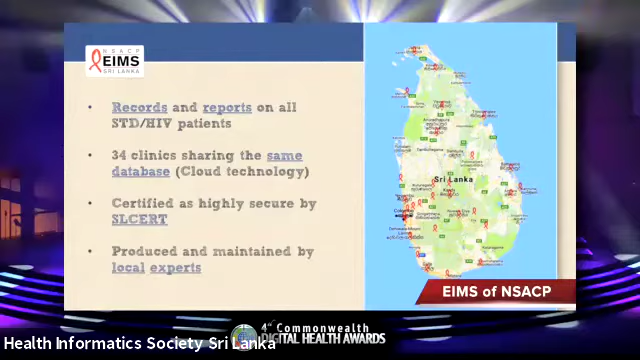 NSACP
EIMS
SRI LANKA
• Records and reports on all
STD/HIV patients
• 34 clinics sharing the same
database (Cloud technology)
• Certified as highly secure by
SLCERT
• Produced and maintained by
local experts
Sri Lanka
EIMS of NSACP
4th Commonwealth
DIGITAL HEALTH AWARDS
Health Informatics Society Sri Lanka